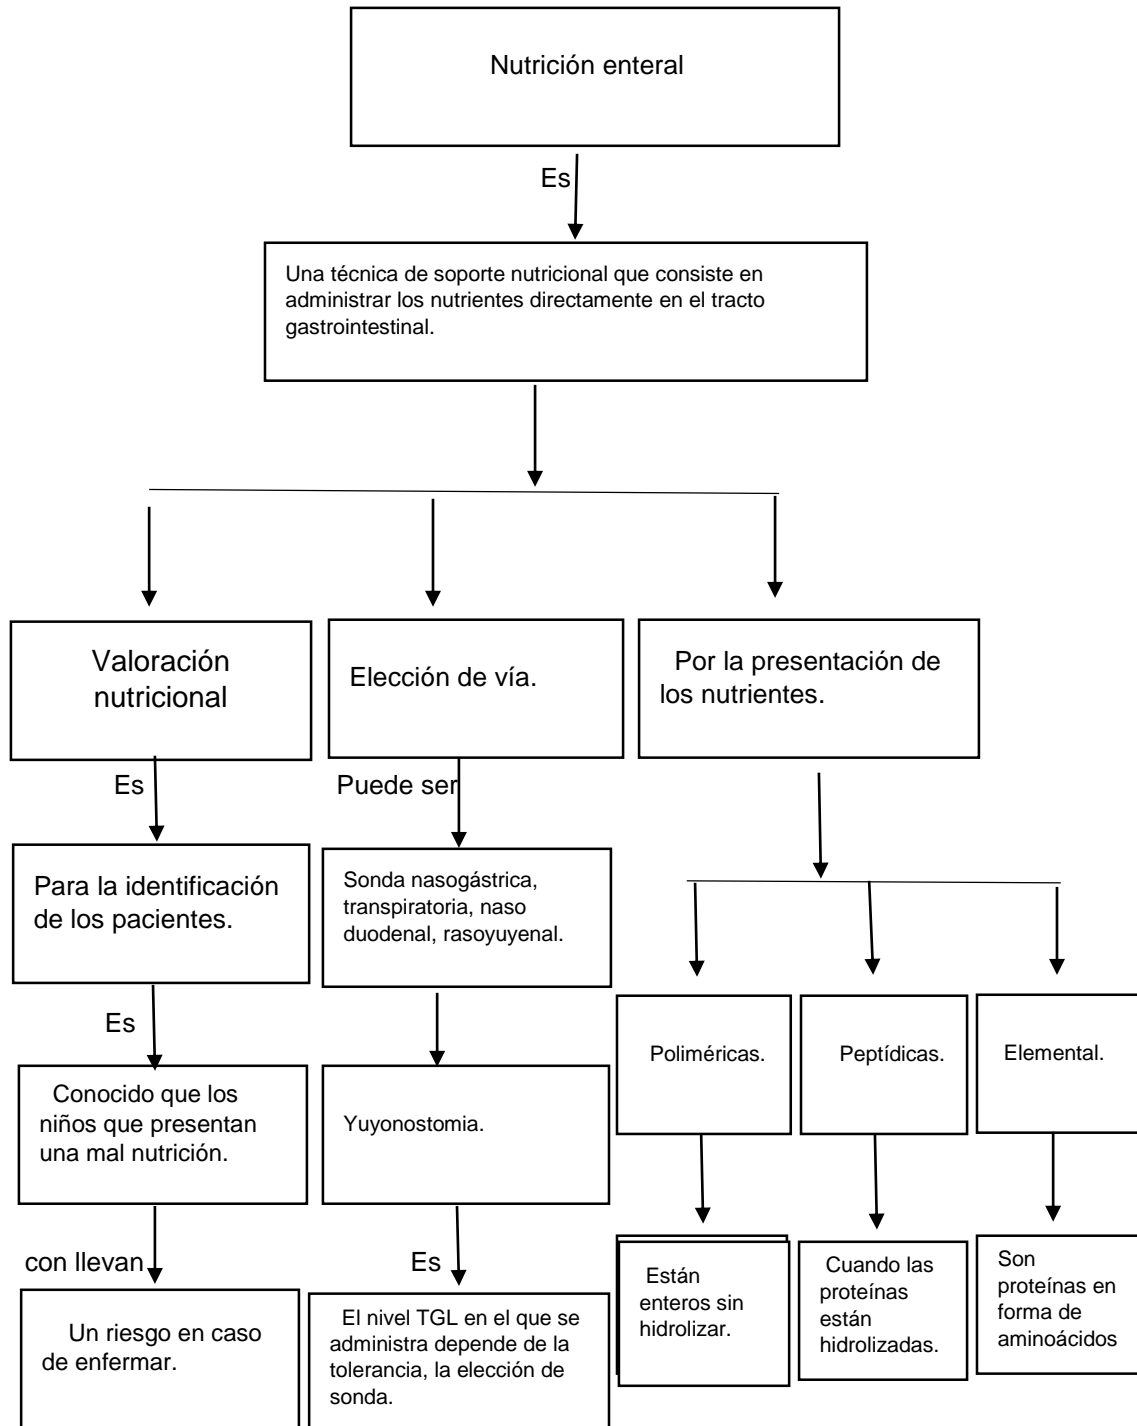 Nutrición enteral
Es
Una técnica de soporte nutricional que consiste en
administrar los nutrientes directamente en el tracto
gastrointestinal.
Valoración
nutricional
Elección de vía.
Por la presentación de
los nutrientes.
Es
Puede ser
Para la identificación
de los pacientes.
Sonda nasogástrica,
transpiratoria, naso
duodenal, rasoyuyenal.
Es
Conocido que los
niños que presentan
una mal nutrición.
Yuyonostomia.
Poliméricas.
Peptídicas.
Elemental.
con llevan
Es
Un riesgo en caso
de enfermar.
El nivel TGL en el que se
administra depende de la
tolerancia, la elección de
sonda.
Están
enteros sin
hidrolizar.
Cuando las
proteínas
están
hidrolizadas.
Son
proteínas en
forma de
aminoácidos